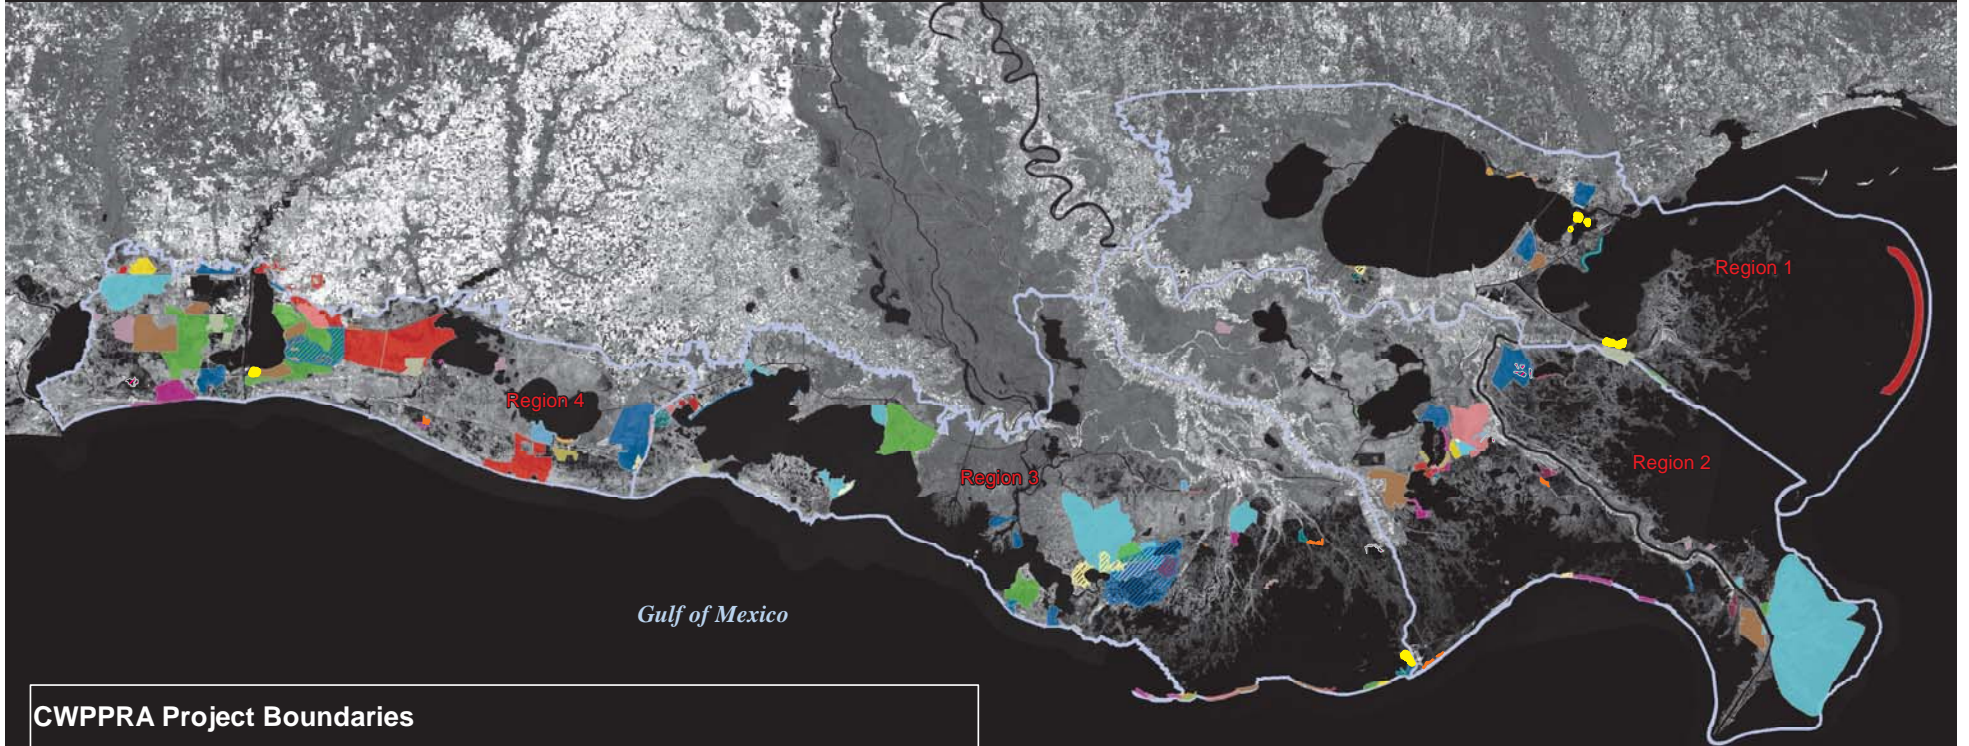 Region 1
Region 4
Region 2
Region 3
Gulf of Mexico
CWPPRA Project Boundaries